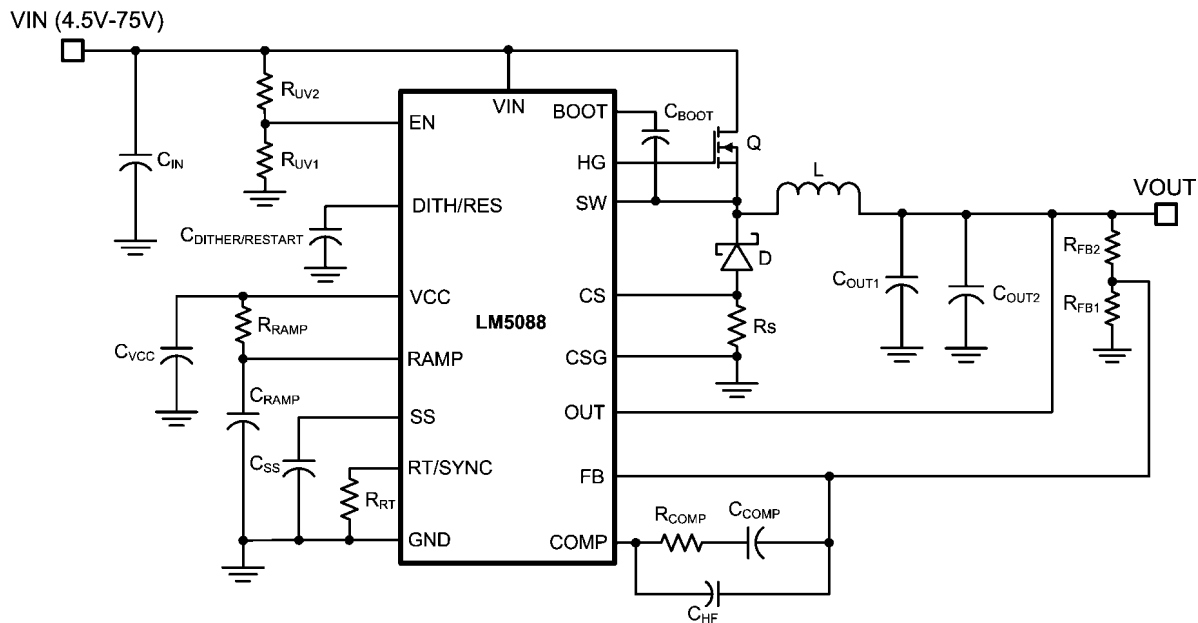 VIN (4.5V-75V)
RUV2
VIN
BOOT
CBOOT
EN
Q
CIN
RUV1
HG
L
VOUT
SW
DITH/RES
CDITHER/RESTART
RFB2
D
COUT1
COUT2
VCC
CS
RFB1
RRAMP
LM5088
Rs
CVCC
RAMP
CSG
CRAMP
SS
OUT
CSS
RT/SYNC
FB
RRT
RCOMP
CCOMP
GND
COMP
CHF